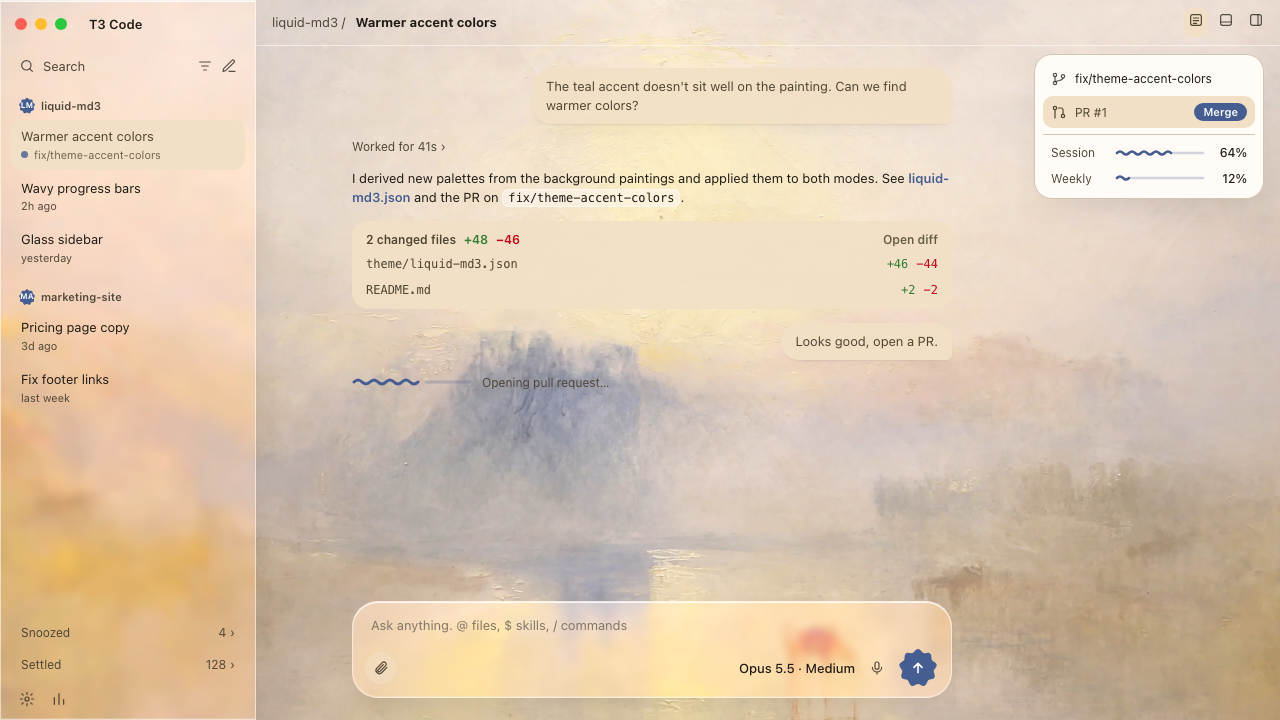 T3 Code
Search
LM liquid-md3
Warmer accent colors
fix/theme-accent-colors
Wavy progress bars
2h ago
Glass sidebar
yesterday
MA marketing-site
Pricing page copy
3d ago
Fix footer links
last week
Snoozed 4 ›
Settled 128 ›
liquid-md3 / Warmer accent colors
The teal accent doesn't sit well on the painting. Can we find
warmer colors?
Worked for 41s ›
I derived new palettes from the background paintings and applied them to both modes. See liquid-
md3.json and the PR on fix/theme-accent-colors .
2 changed files +48 −46 Open diff
theme/liquid-md3.json +46 −44
README.md +2 −2
Looks good, open a PR.
Opening pull request...
Ask anything. @ files, $ skills, / commands
Opus 5.5 · Medium
fix/theme-accent-colors
PR #1 Merge
Session 64%
Weekly 12%